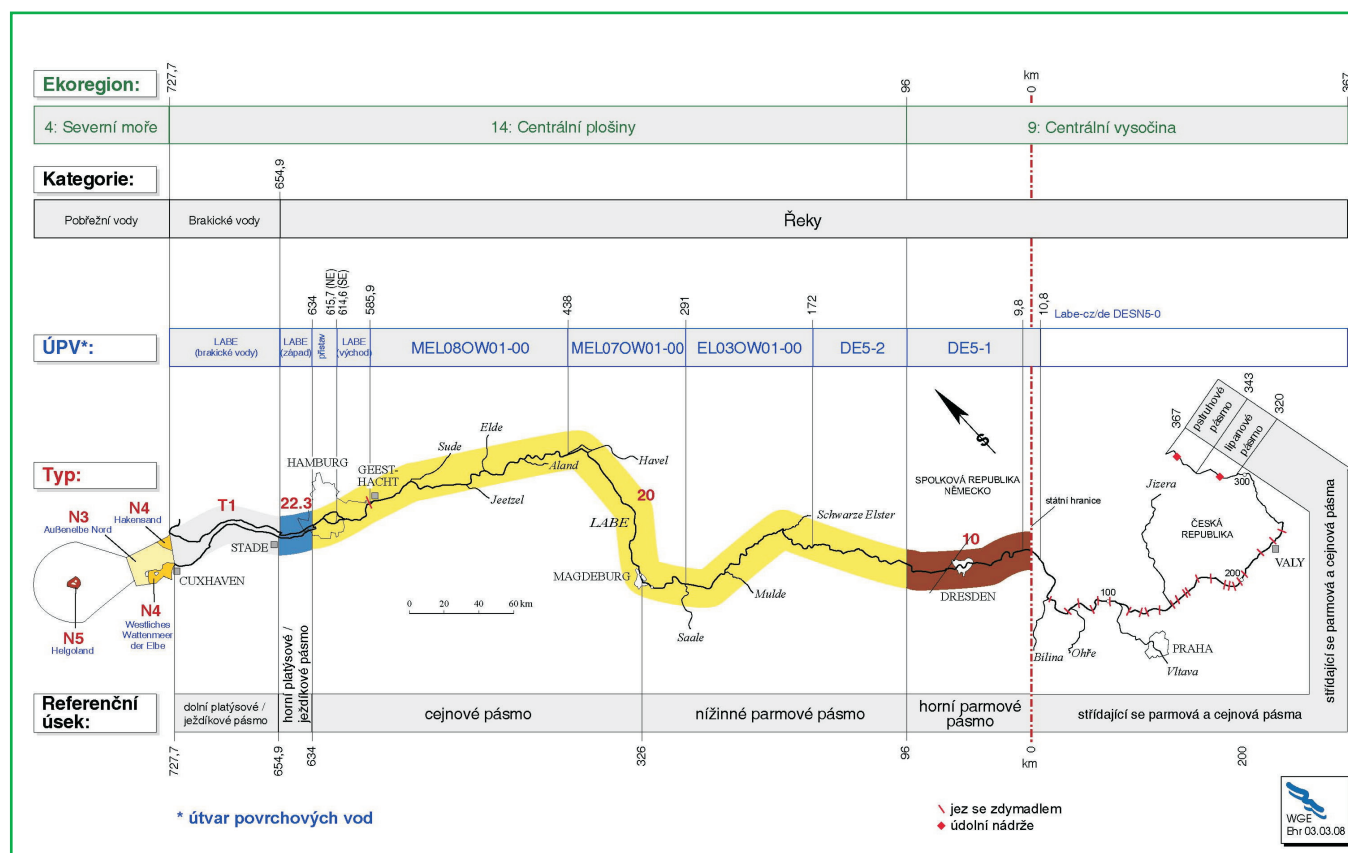 Ekoregion:
727,7
96
km
0
367
4: Severní moře
14: Centrální plošiny
9: Centrální vysočina
Kategorie:
654,9
Pobřežní vody
Brakické vody
Řeky
634
615,7 (NE)
614,6 (SE)
585,9
438
291
172
9,8
10,8
Labe-cz/de DESN5-0
ÚPV*:
LABE
(brakické vody)
LABE
(západ)
přístav
LABE
(východ)
MEL08OW01-00
MEL07OW01-00
EL03OW01-00
DE5-2
DE5-1
Typ:
N3
Außenelbe Nord
N4
Hakensand
T1
22.3
HAMBURG
GEEST-
HACHT
Sude
Elde
Aland
Jeetzel
Havel
20
LABE
MAGDEBURG
Saale
Mulde
Schwarze Elster
S
SPOLKOVÁ REPUBLIKA
NĚMECKO
státní hranice
10
DRESDEN
STADE
CUXHAVEN
N4
Westliches
Wattenmeer
der Elbe
N5
Helgoland
0 20 40 60 km
367
pstruhové
pásmo
343
lipanové
pásmo
320
300
Jizera
ČESKÁ
REPUBLIKA
VALY
200
100
PRAHA
Vltava
Bílina
Ohře
střídající se parmová a cejnová pásma
Referenční
úsek:
dolní platýsové /
ježdíkové pásmo
horní platýsové /
ježdíkové pásmo
cejnové pásmo
nížinné parmové pásmo
horní parmové
pásmo
střídající se parmová a cejnová pásma
727,7
654,9
634
326
96
0
km
200
* útvar povrchových vod
jez se zdymadlem
údolní nádrže
WGE
Ehr 03.03.08